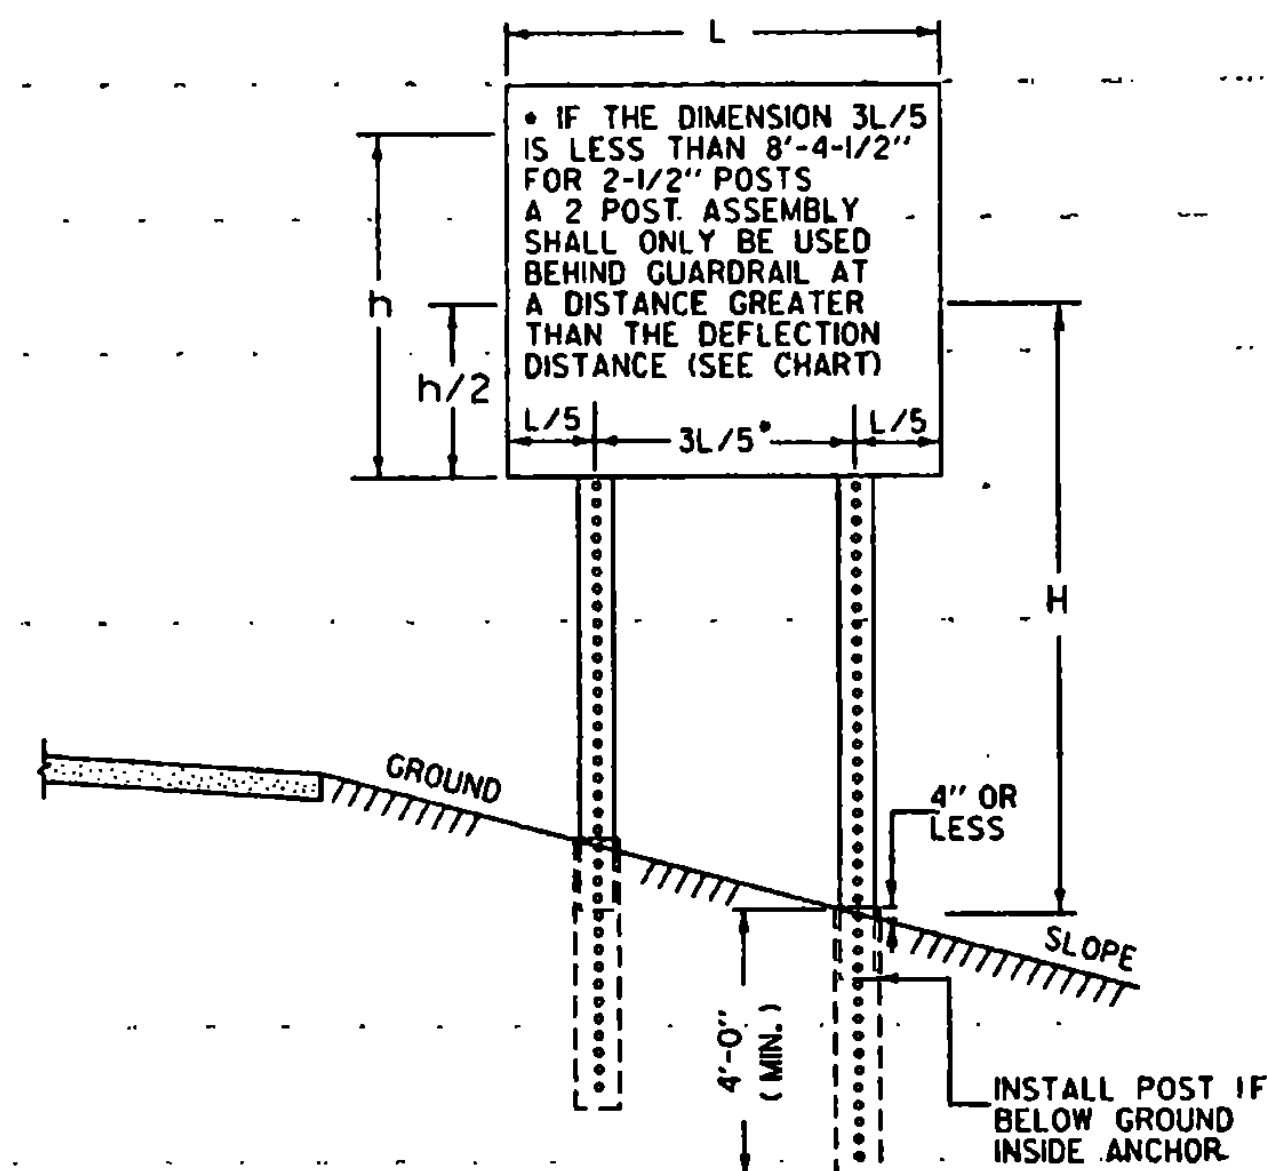 L
• IF THE DIMENSION 3L/5
IS LESS THAN 8'-4-1/2"
FOR 2-1/2" POSTS
A 2 POST. ASSEMBLY
SHALL ONLY BE USED
BEHIND GUARDRAIL AT
A DISTANCE GREATER
THAN THE DEFLECTION
DISTANCE (SEE CHART)
h
h/2
L/5
3L/5•
L/5
H
GROUND
4" OR
LESS
SLOPE
4'-0"
(MIN.)
INSTALL POST IF
BELOW GROUND
INSIDE ANCHOR